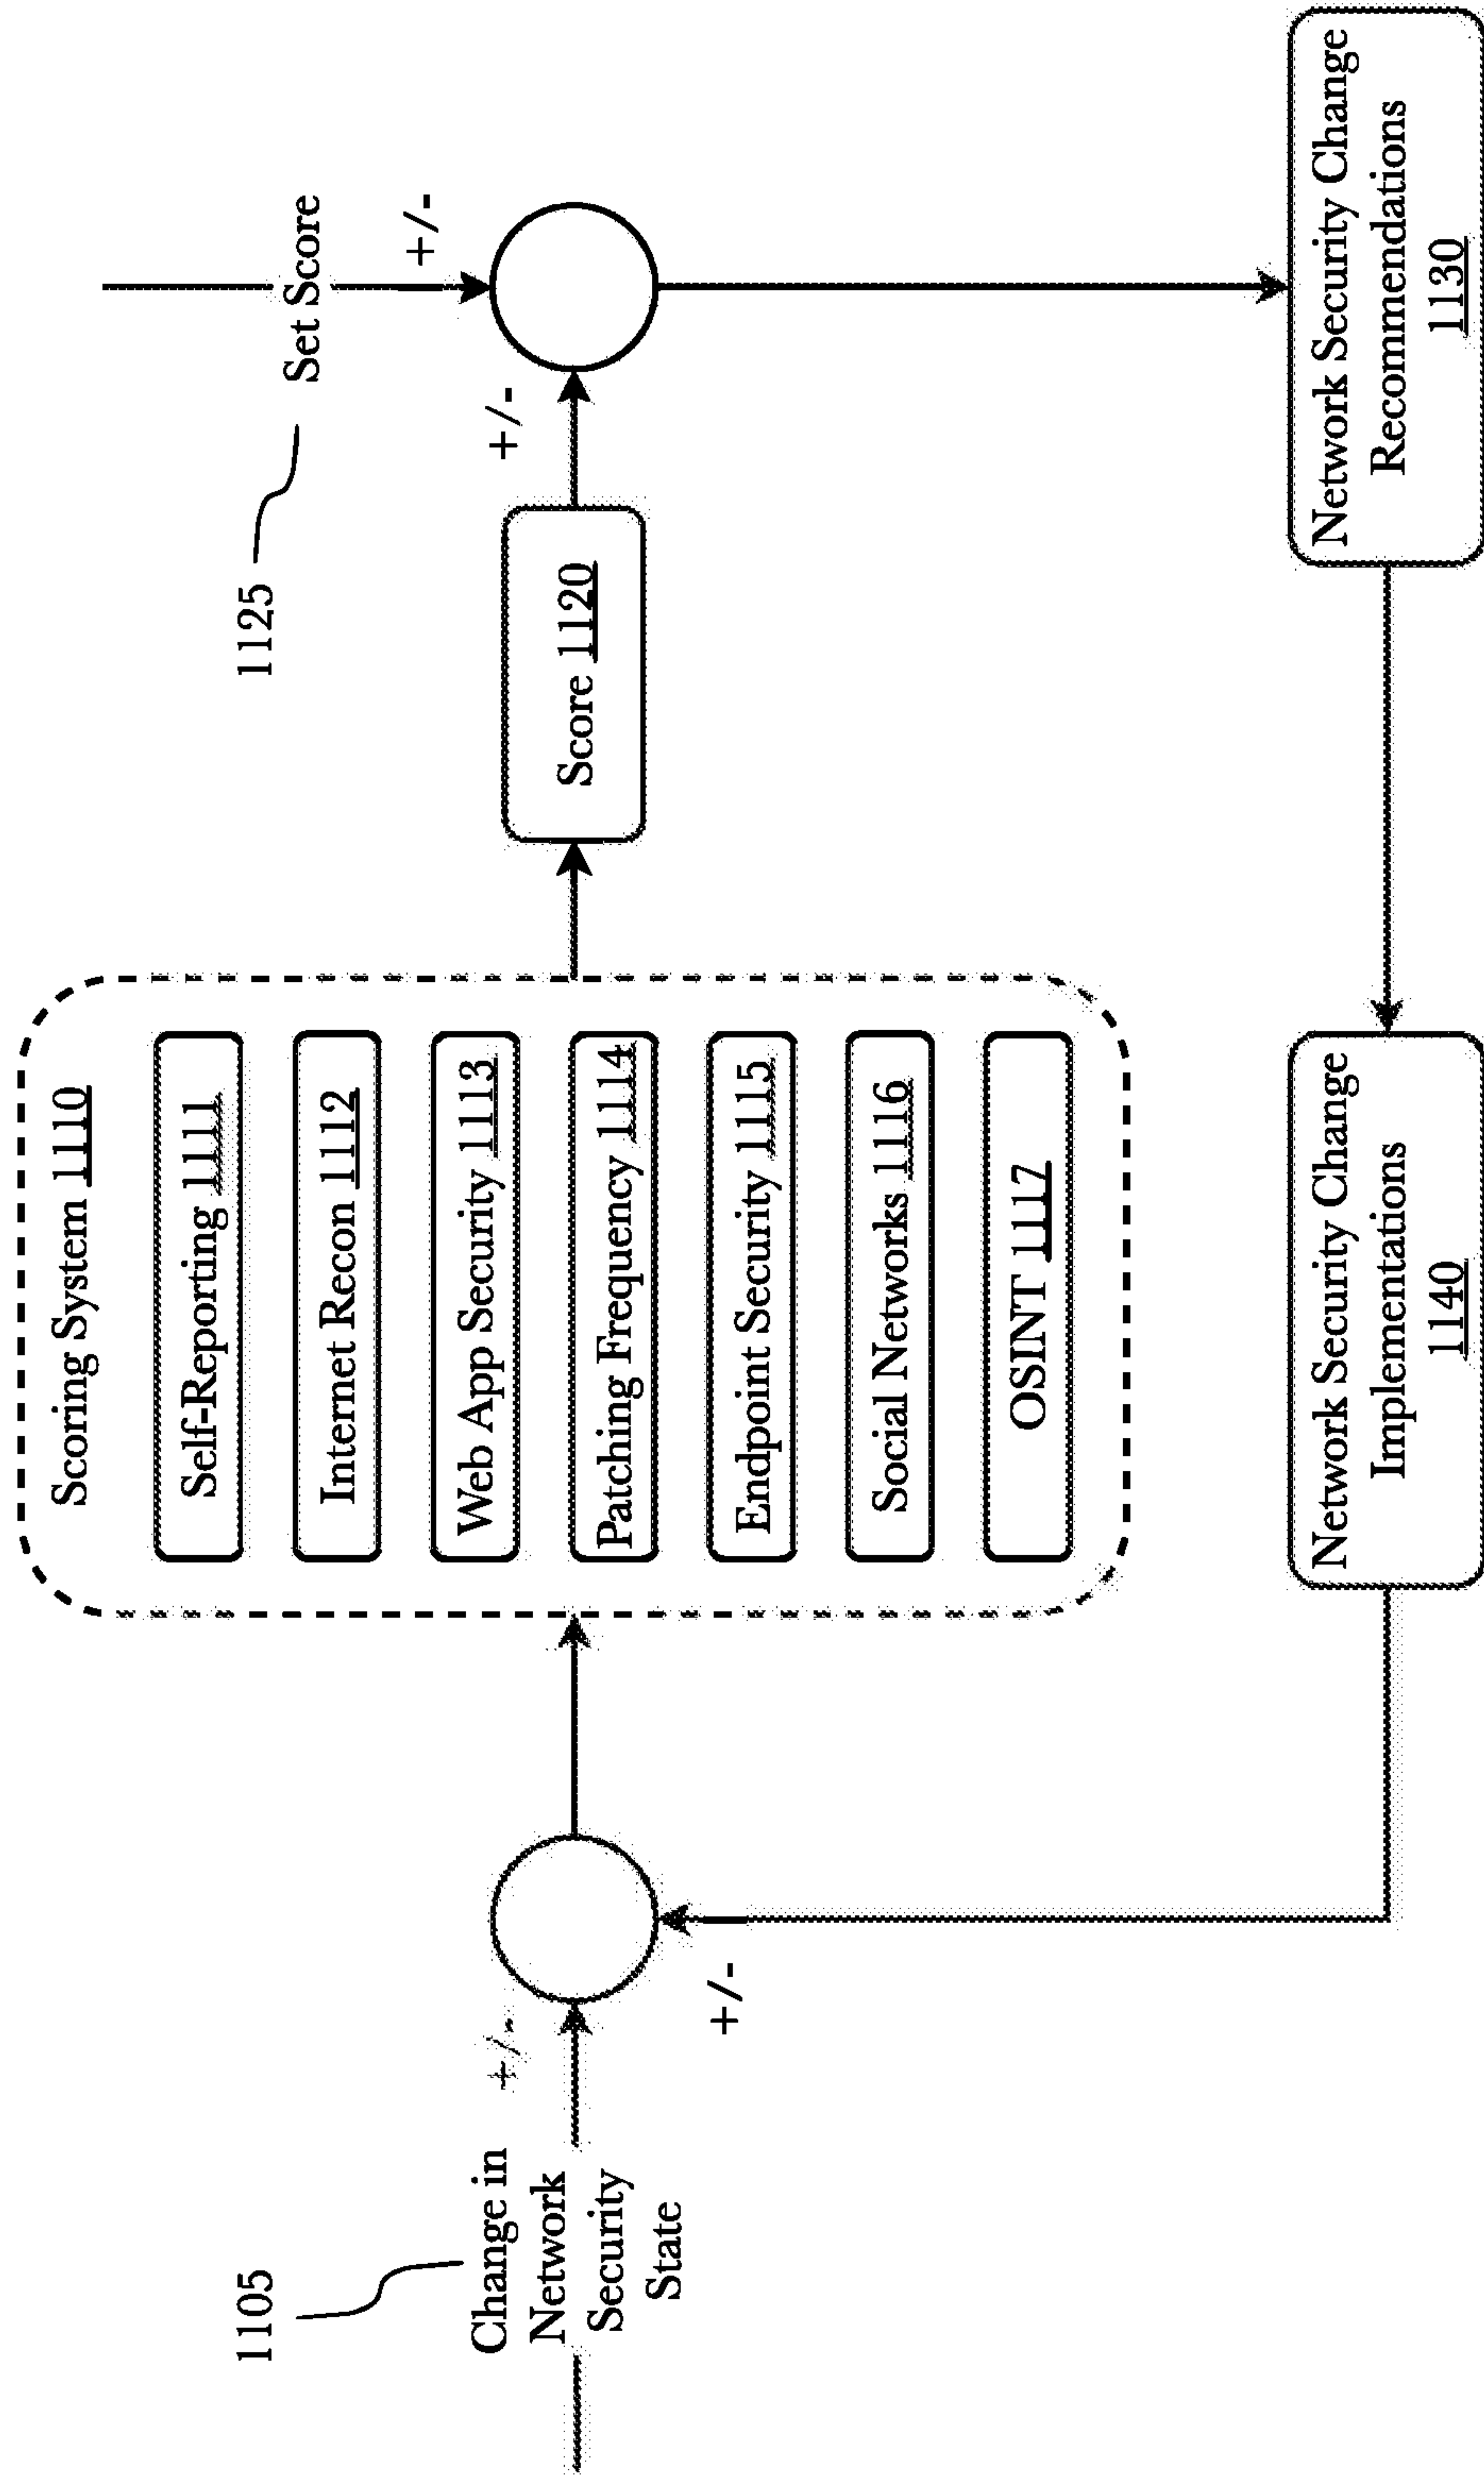 1105
Change in
Network
Security
State
+/-
+/-
Scoring System 1110
Self-Reporting 1111
Internet Recon 1112
Web App Security 1113
Patching Frequency 1114
Endpoint Security 1115
Social Networks 1116
OSINT 1117
Score 1120
+/-
1125
Set Score
+/-
Network Security Change
Implementations
1140
Network Security Change
Recommendations
1130